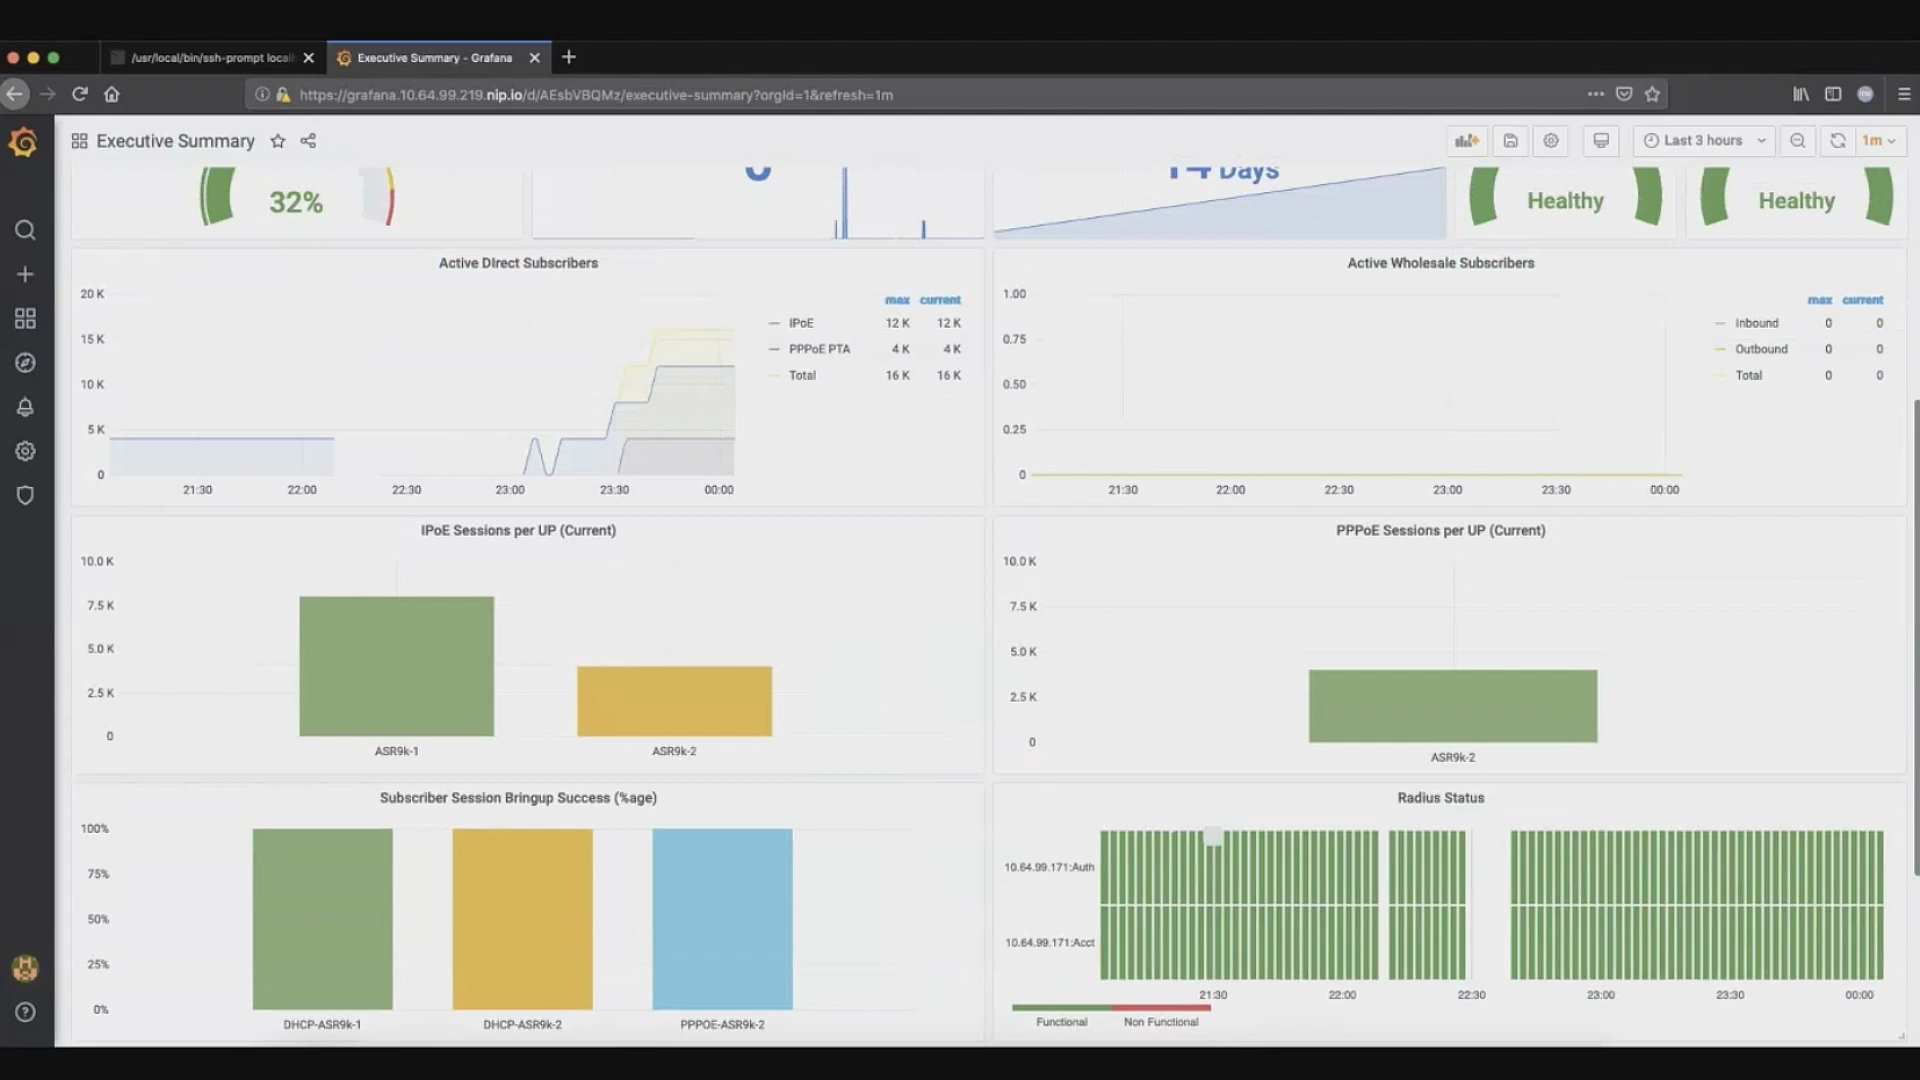 /usr/local/bin/ssh-prompt local
Executive Summary - Grafana
https://grafana.10.64.99.219.nip.io/d/AEsbVBQMz/executive-summary?orgId=1&refresh=1m
Executive Summary
Last 3 hours
1m
32%
Days
Healthy
Healthy
Active DIrect Subscribers
20 K
15 K
10 K
5 K
0
21:30 22:00 22:30 23:00 23:30 00:00
max current
IPoE 12 K 12 K
PPPoE PTA 4 K 4 K
Total 16 K 16 K
Active Wholesale Subscribers
1.00
0.75
0.50
0.25
0
21:30 22:00 22:30 23:00 23:30 00:00
max current
Inbound 0 0
Outbound 0 0
Total 0 0
IPoE Sessions per UP (Current)
10.0 K
7.5 K
5.0 K
2.5 K
0
ASR9k-1 ASR9k-2
PPPoE Sessions per UP (Current)
10.0 K
7.5 K
5.0 K
2.5 K
0
ASR9k-2
Subscriber Session Bringup Success (%age)
100%
75%
50%
25%
0%
DHCP-ASR9k-1 DHCP-ASR9k-2 PPPOE-ASR9k-2
Radius Status
10.64.99.171:Auth
10.64.99.171:Acct
21:30 22:00 22:30 23:00 23:30 00:00
Functional Non Functional